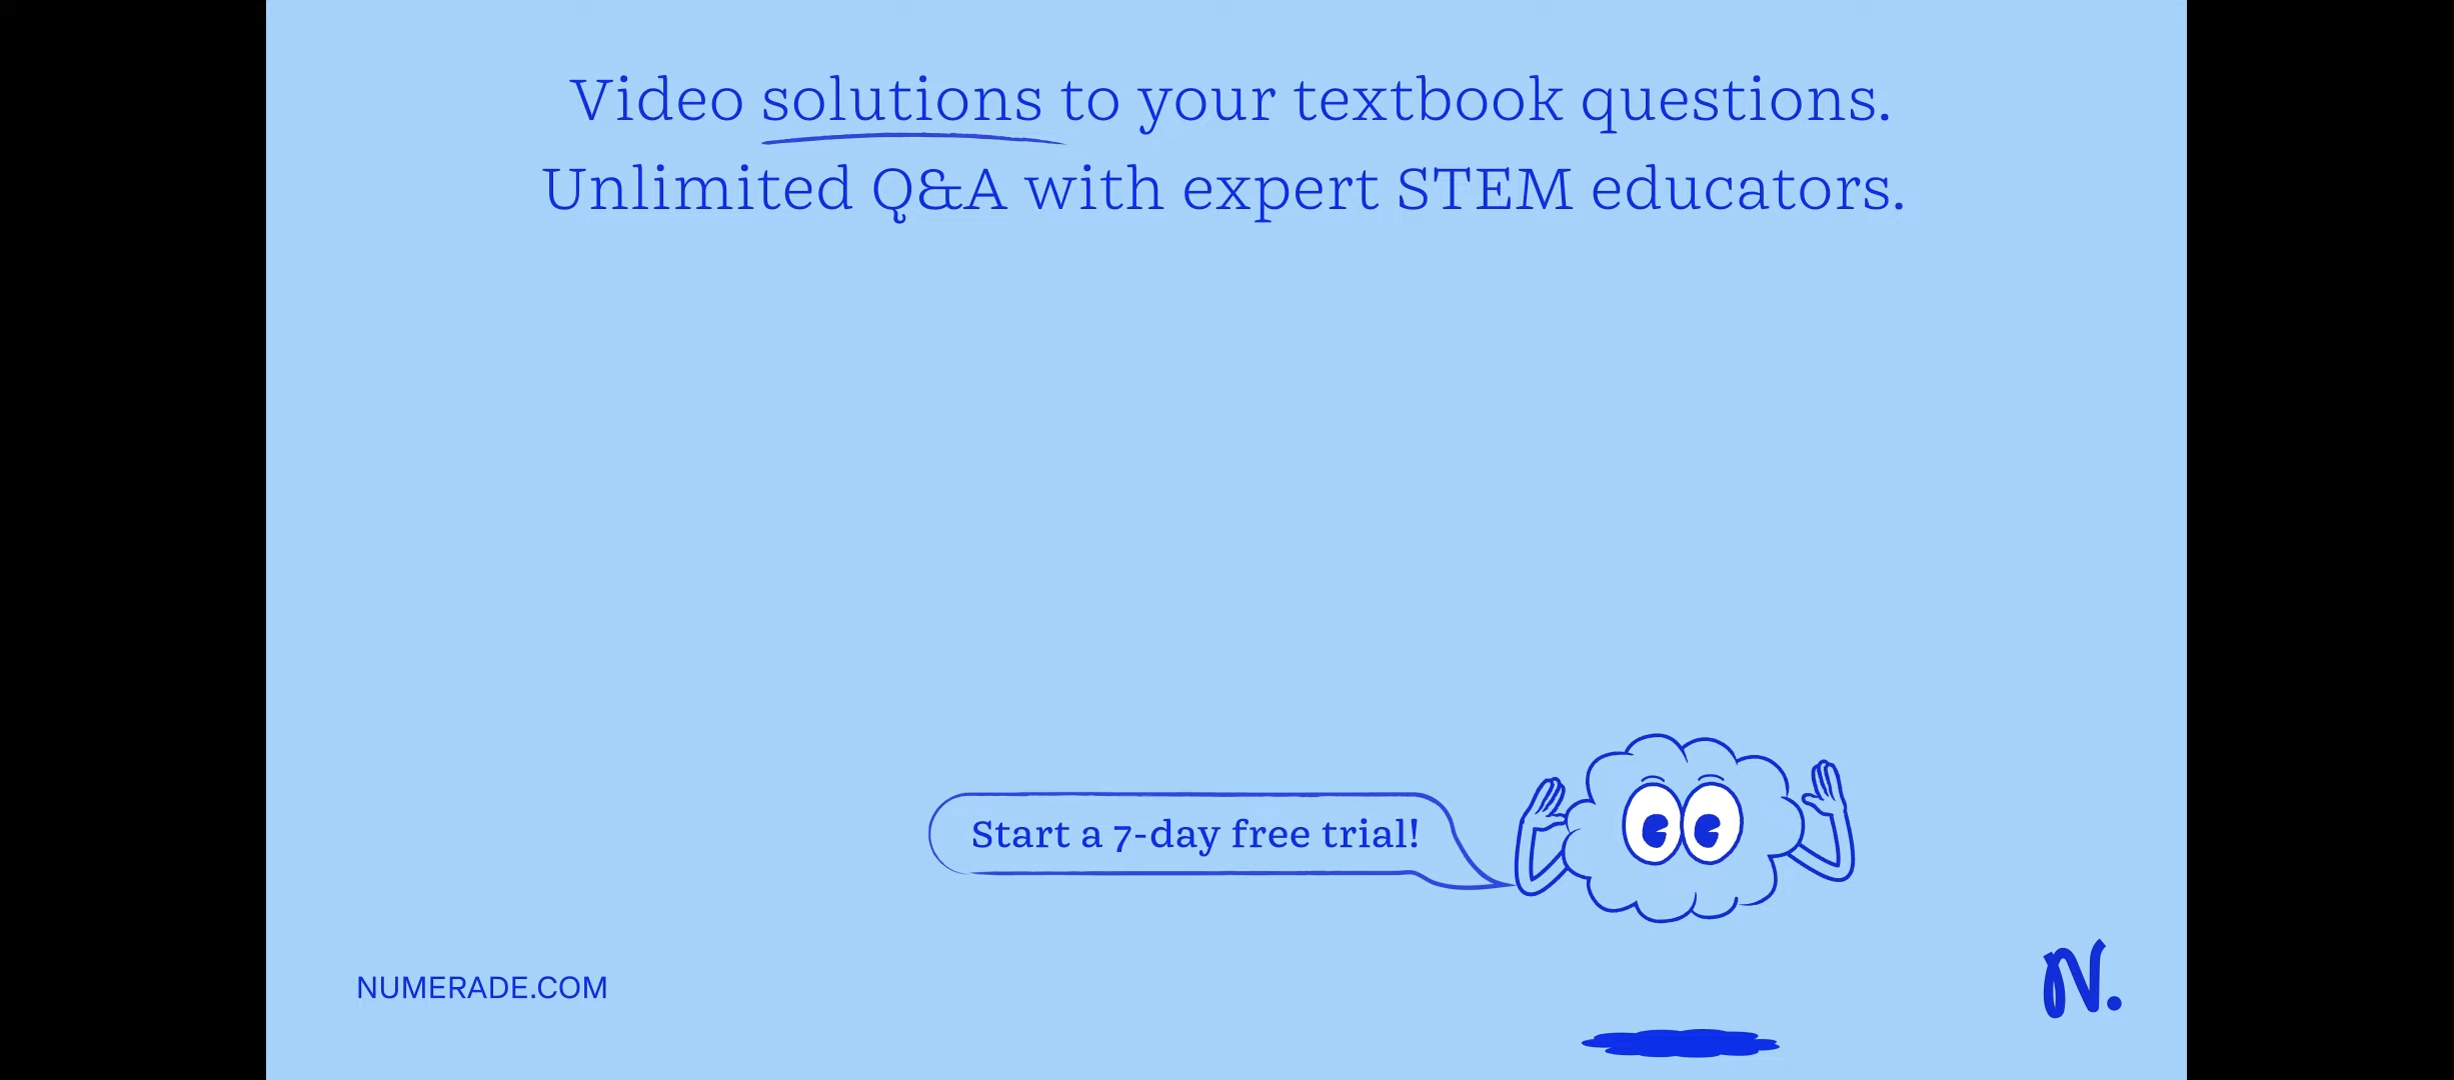 Video solutions to your textbook questions.
Unlimited Q&A with expert STEM educators.
Start a 7-day free trial!
NUMERADE.COM
N.